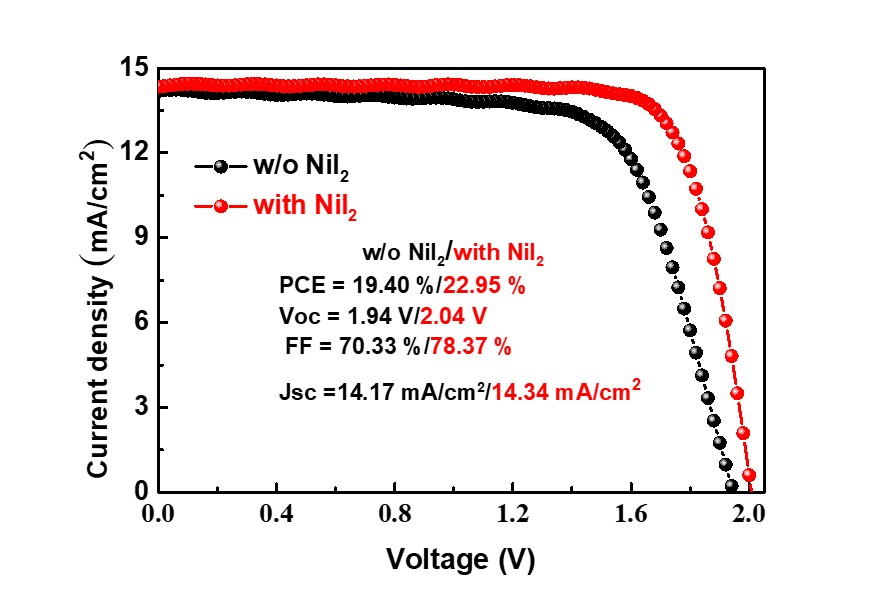 15
12
9
6
3
0
Current density (mA/cm²)
w/o NiI₂
with NiI₂
w/o NiI₂/with NiI₂
PCE = 19.40 %/22.95 %
Voc = 1.94 V/2.04 V
FF = 70.33 %/78.37 %
Jsc =14.17 mA/cm²/14.34 mA/cm²
0.0 0.4 0.8 1.2 1.6 2.0
Voltage (V)